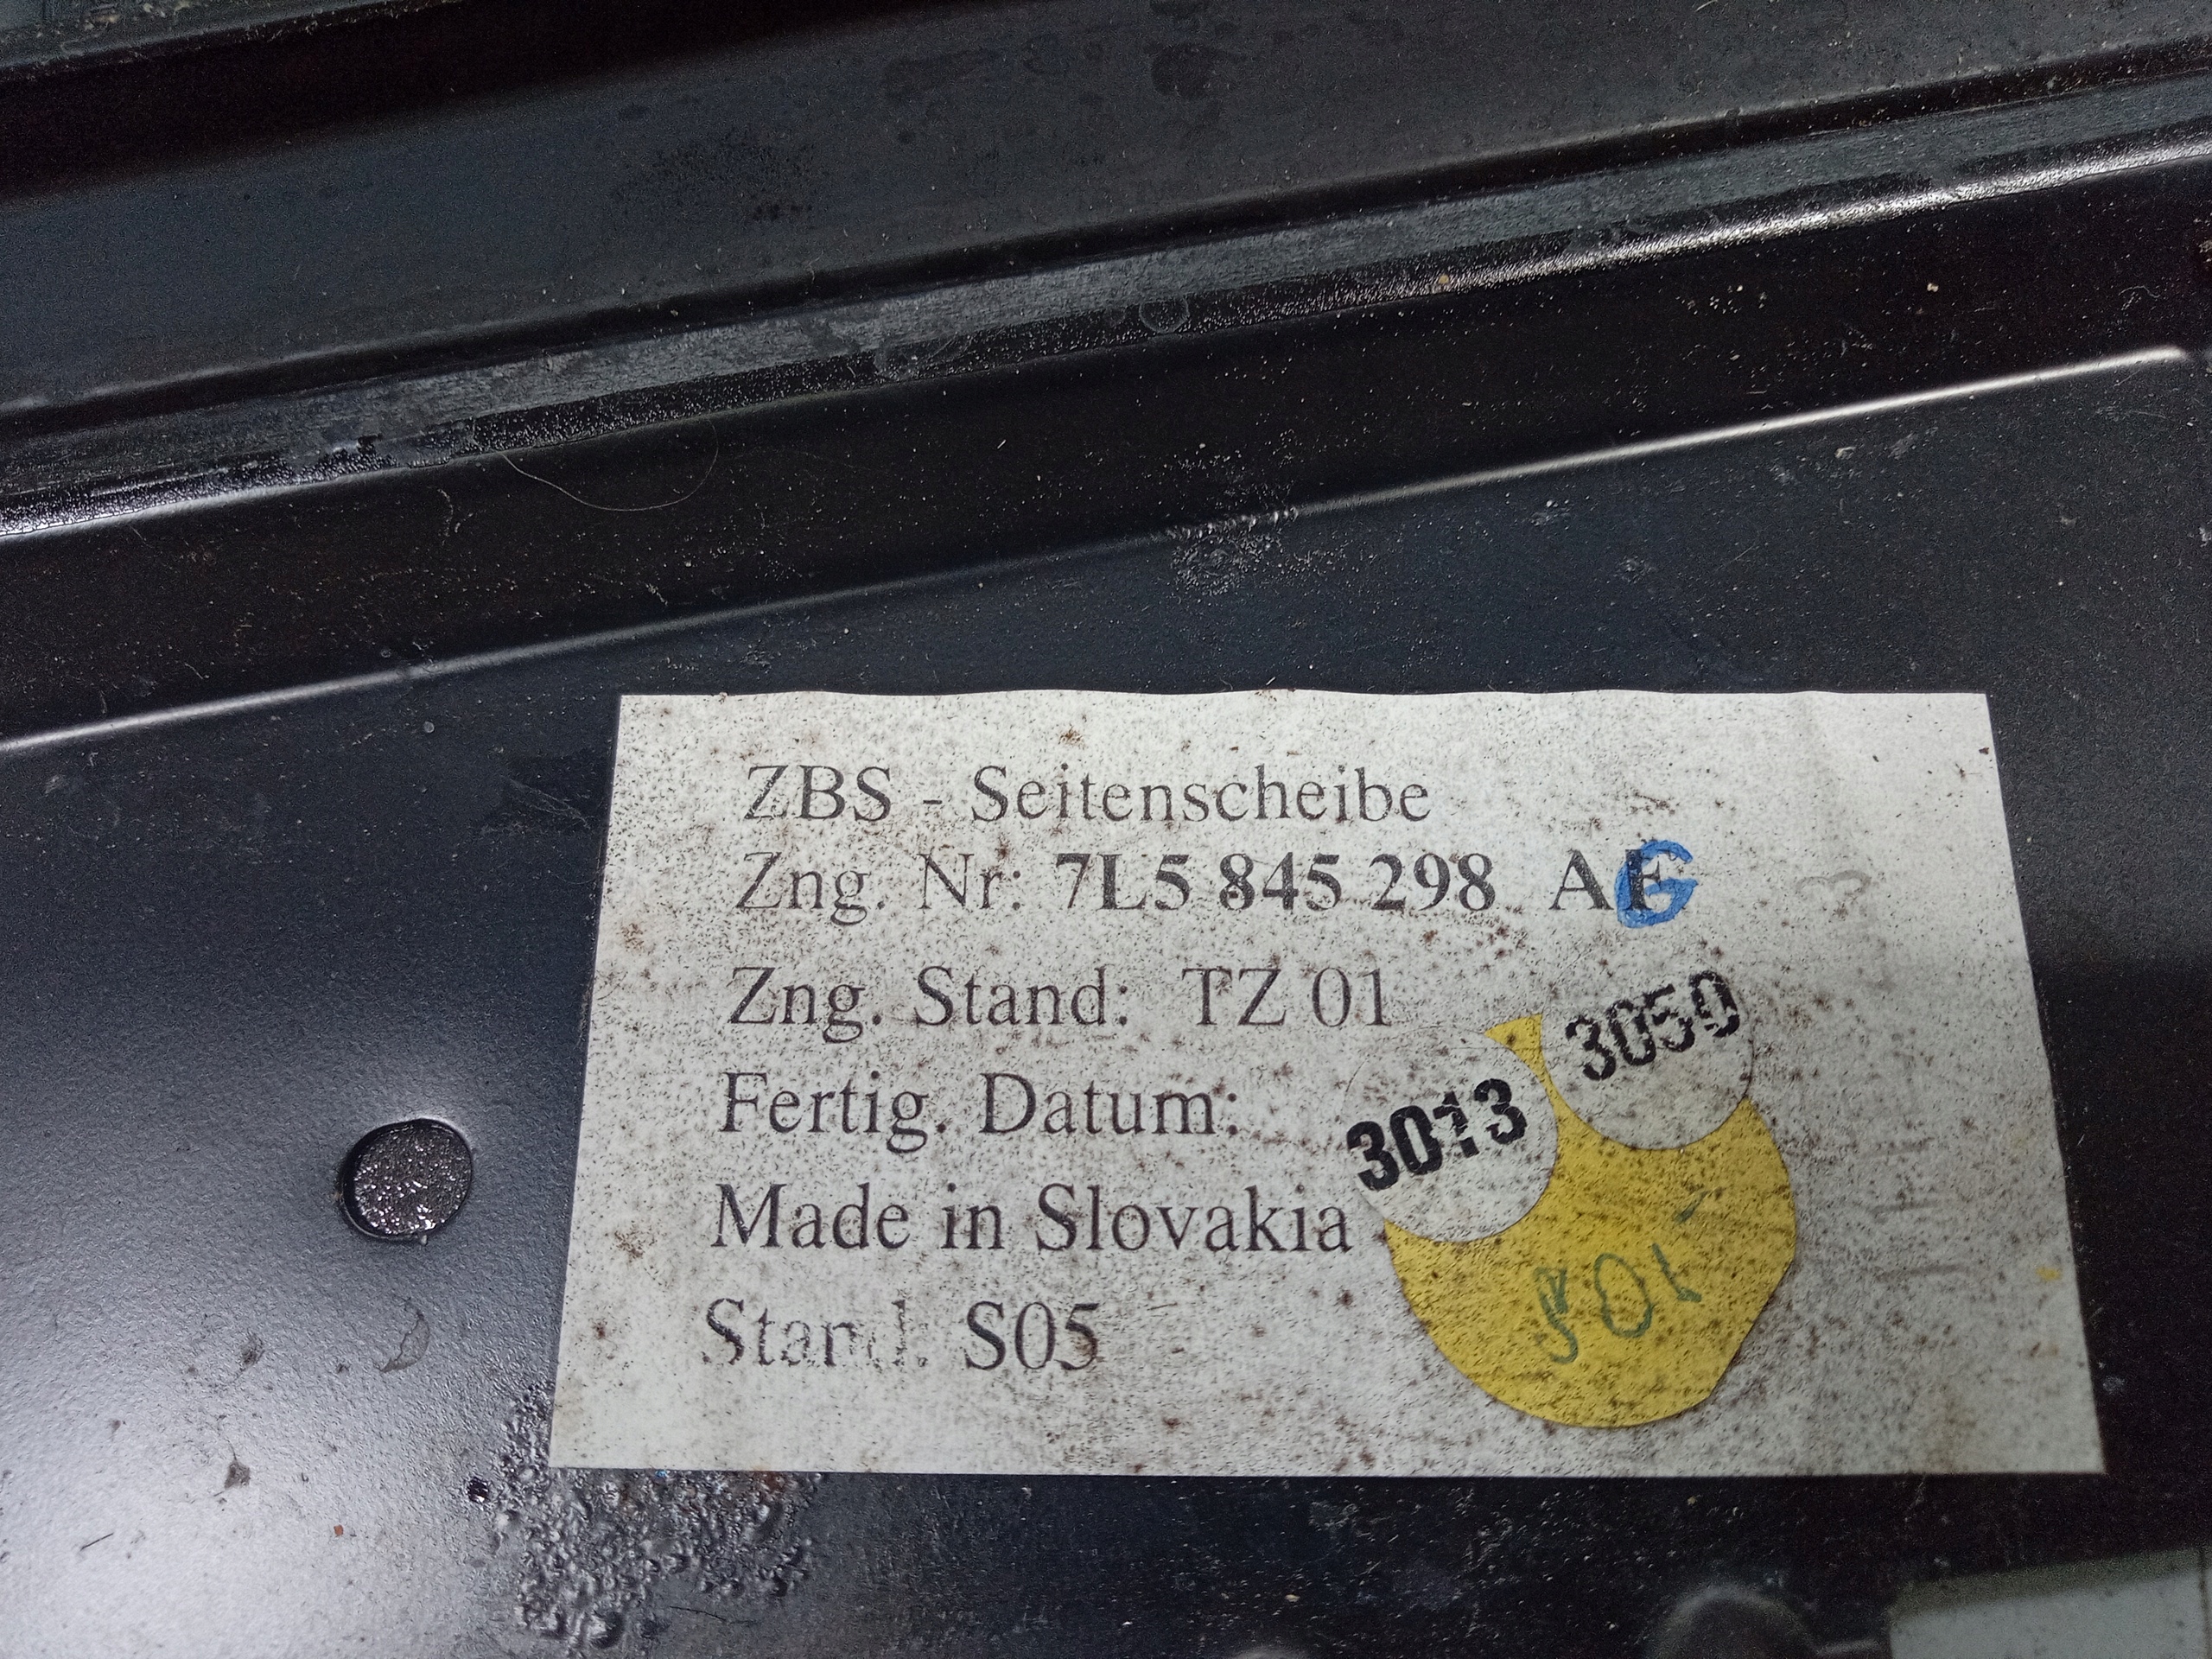 ZBS - Seitenscheibe
Zng. Nr: 7L5 845 298 AG
Zng. Stand: TZ 01
3050
Fertig. Datum:
3013
Made in Slovakia
Stand: S05